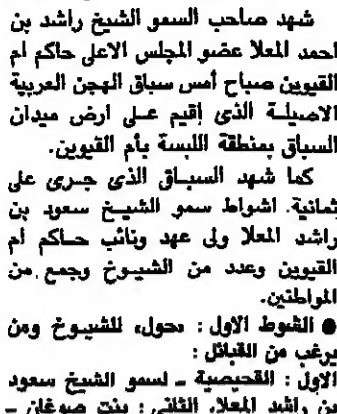 شهد صاحب السمو الشيخ راشد بن
احمد المعلا عضو المجلس الاعلى حاكم ام
القيوين صباح أمس سباق الهجن العربية
الاصيلة الذى إقيم على ارض ميدان
السباق بمنطقة اللبسة بأم القيوين.
كما شهد السباق الذى جرى على
ثمانية. اشواط سمو الشيخ سعود بن
راشد المعلا ولى عهد ونائب حاكم أم
القيوين وعدد من الشيوخ وجمع من
المواطنين.
● الشوط الاول : «حول» للشيوخ ومن
يرغب من القبائل :
الاول : القحيصية ـ لسمو الشيخ سعود
بن راشد المعلا. الثانى : بنت صوغان ـ